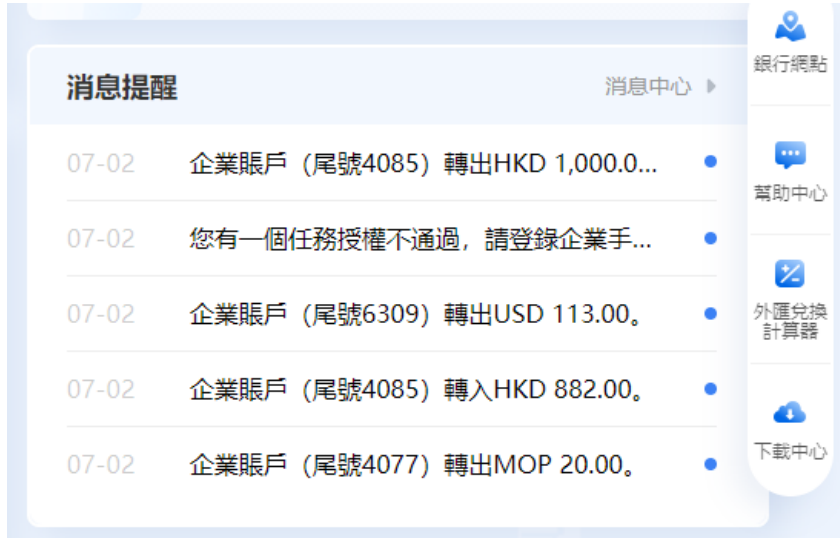 消息提醒
消息中心
07-02 企業賬戶（尾號4085）轉出HKD 1,000.0...
07-02 您有一個任務授權不通過，請登錄企業手...
07-02 企業賬戶（尾號6309）轉出USD 113.00。
07-02 企業賬戶（尾號4085）轉入HKD 882.00。
07-02 企業賬戶（尾號4077）轉出MOP 20.00。
銀行網點
幫助中心
外匯兌換
計算器
下載中心